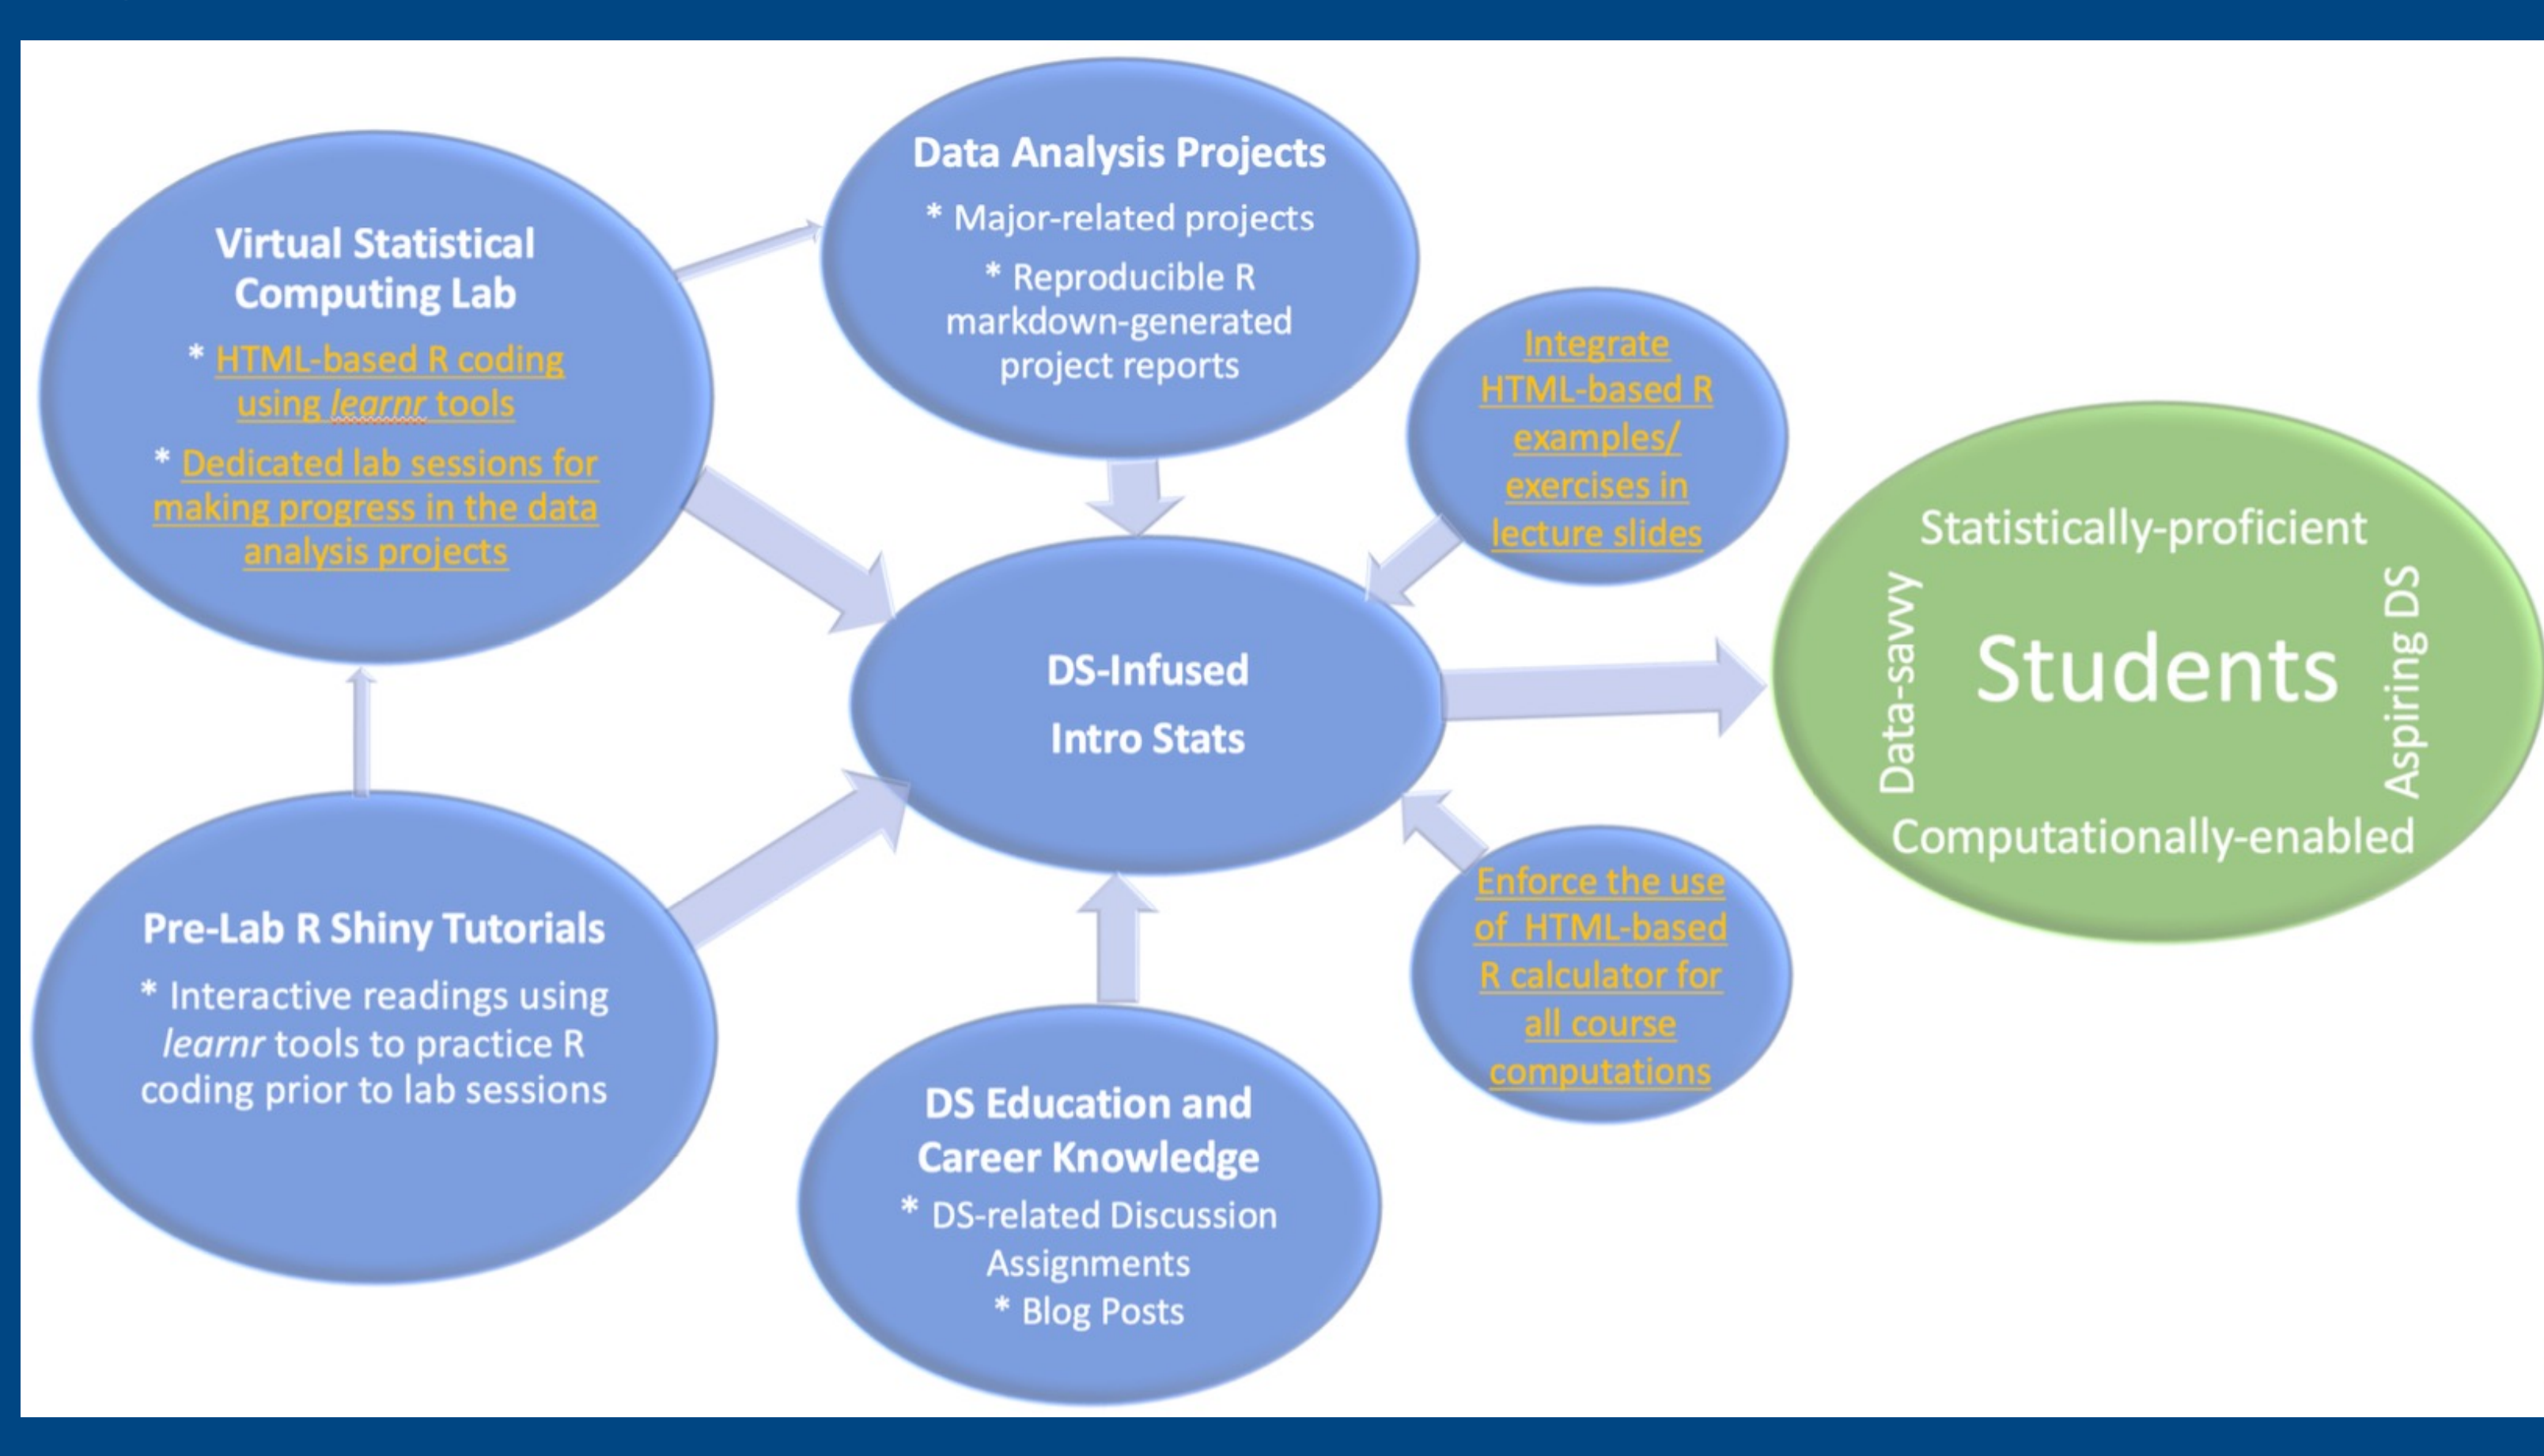 Virtual Statistical
Computing Lab
* HTML-based R coding
using learnr tools
* Dedicated lab sessions for
making progress in the data
analysis projects
Data Analysis Projects
* Major-related projects
* Reproducible R
markdown-generated
project reports
Integrate
HTML-based R
examples/
exercises in
lecture slides
DS-Infused
Intro Stats
Statistically-proficient
Data-savvy
Students
Aspiring DS
Computationally-enabled
Pre-Lab R Shiny Tutorials
* Interactive readings using
learnr tools to practice R
coding prior to lab sessions
DS Education and
Career Knowledge
* DS-related Discussion
Assignments
* Blog Posts
Enforce the use
of HTML-based
R calculator for
all course
computations